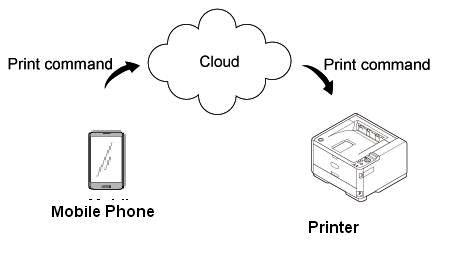 Cloud
Print command
Print command
Mobile Phone
Printer